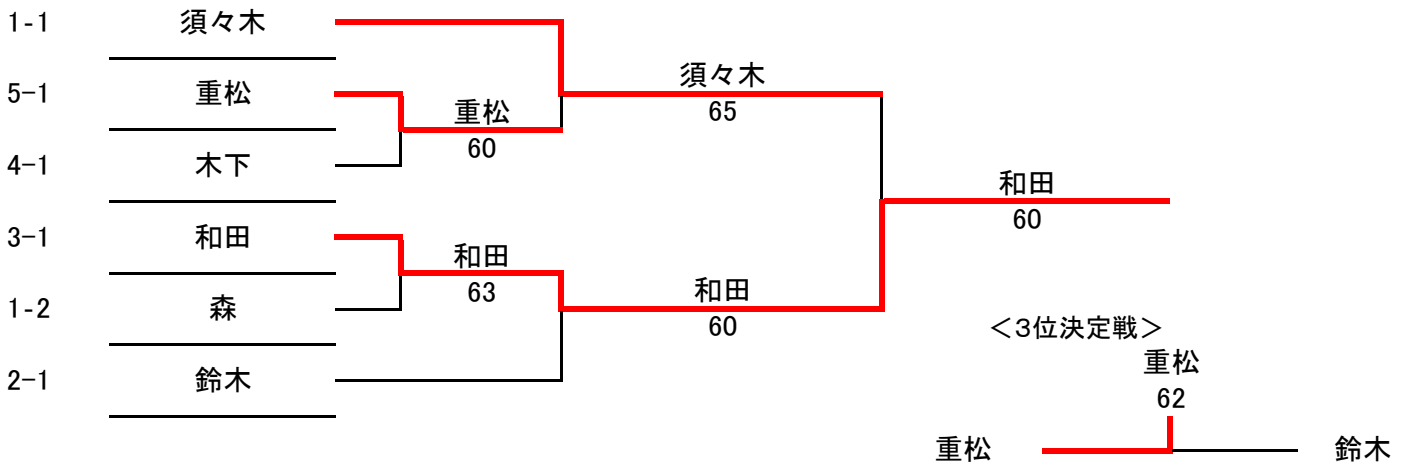 1-1 須々木
須々木
5-1 重松
65
重松
60
4-1 木下
和田
60
3-1 和田
和田
63
和田
60
1-2 森
＜3位決定戦＞
重松
62
2-1 鈴木
重松 鈴木